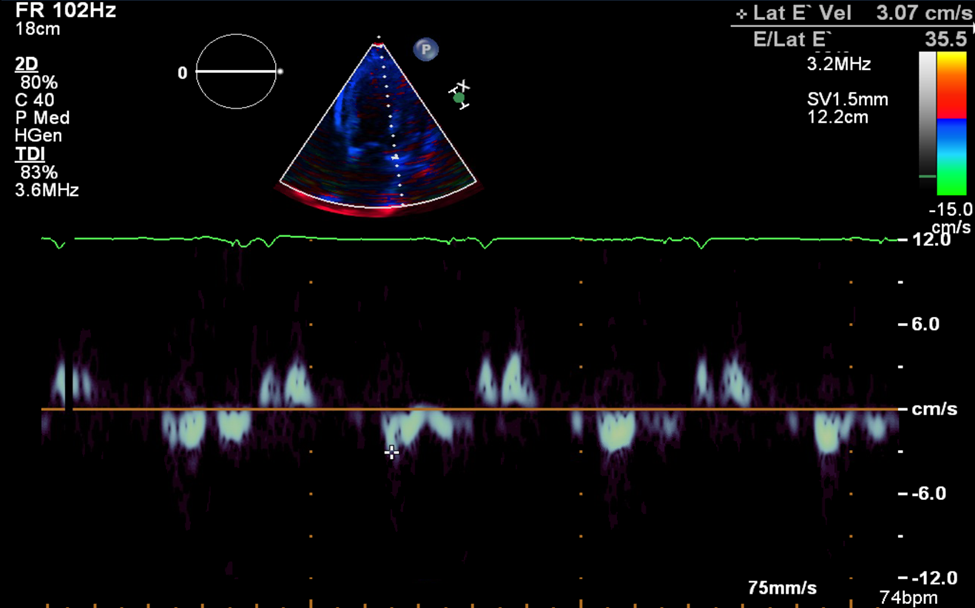 FR 102Hz
18cm
2D
80%
C 40
P Med
HGen
TDI
83%
3.6MHz
0
P
Lat E` Vel 3.07 cm/s
E/Lat E` 35.5
3.2MHz
SV1.5mm
12.2cm
-15.0
cm/s
12.0
6.0
cm/s
-6.0
-12.0
75mm/s
74bpm